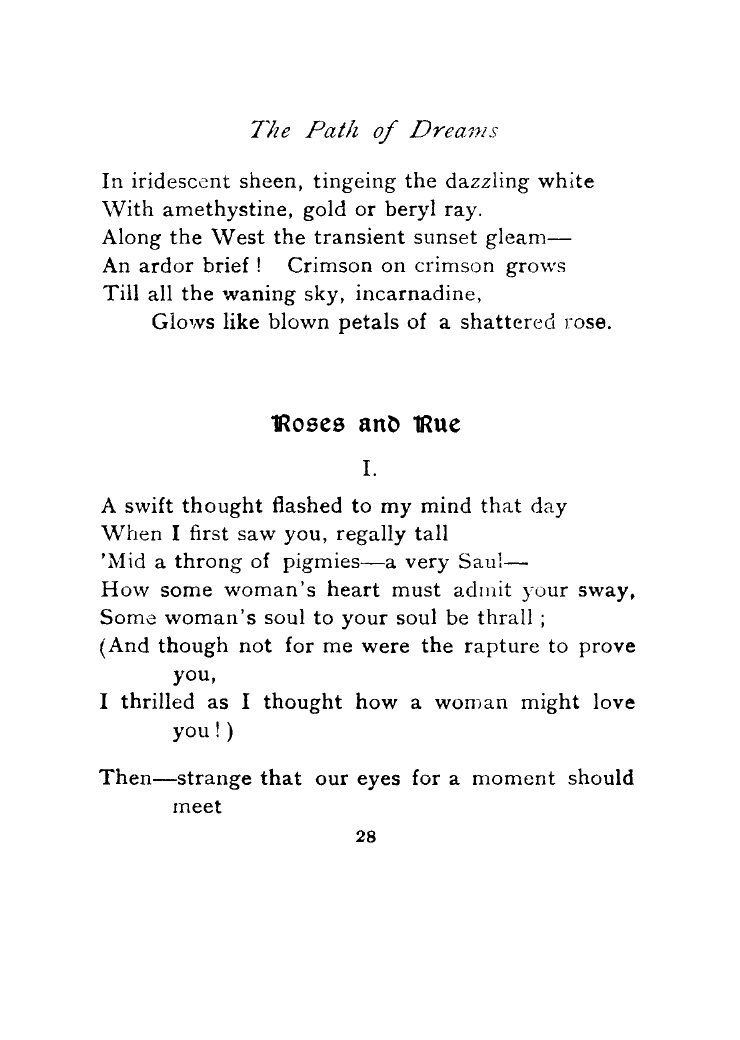 The Path of Dreams
In iridescent sheen, tingeing the dazzling white
With amethystine, gold or beryl ray.
Along the West the transient sunset gleam—
An ardor brief ! Crimson on crimson grows
Till all the waning sky, incarnadine,
Glows like blown petals of a shattered rose.
Roses and Rue
I.
A swift thought flashed to my mind that day
When I first saw you, regally tall
'Mid a throng of pigmies—a very Saul—
How some woman's heart must admit your sway,
Some woman's soul to your soul be thrall ;
(And though not for me were the rapture to prove
you,
I thrilled as I thought how a woman might love
you ! )
Then—strange that our eyes for a moment should
meet
28